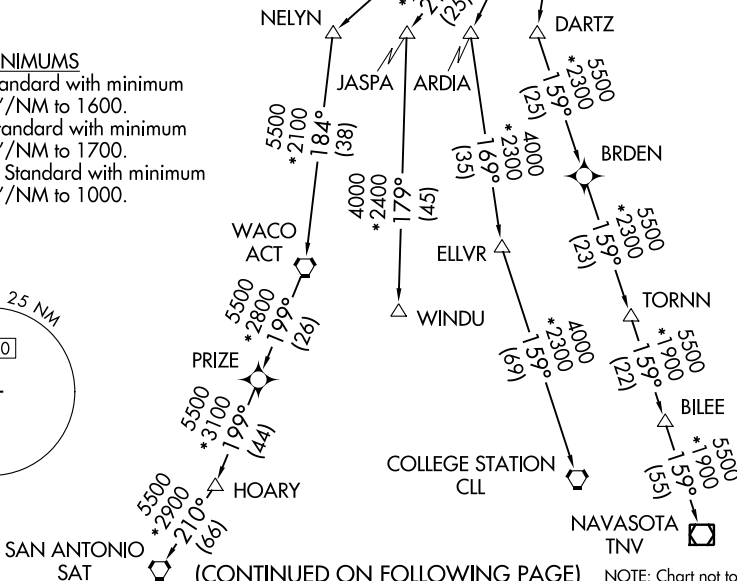 NELYN
JASPA
ARDIA
DARTZ
(25)
NIMUMS
andard with minimum
'/NM to 1600.
tandard with minimum
'/NM to 1700.
Standard with minimum
'/NM to 1000.
5500
*2100
184°
(38)
4000
*2400
179°
(45)
4000
*2300
169°
(35)
5500
*2300
159°
(25)
BRDEN
WACO
ACT
ELLVR
5500
*2300
159°
(23)
25 NM
0
5500
*2800
199°
(26)
WINDU
TORNN
PRIZE
4000
*2300
159°
(69)
5500
*1900
159°
(22)
5500
*3100
199°
(44)
BILEE
COLLEGE STATION
CLL
5500
*1900
159°
(55)
HOARY
5500
*2900
210°
(66)
NAVASOTA
TNV
SAN ANTONIO
SAT
(CONTINUED ON FOLLOWING PAGE)
NOTE: Chart not to